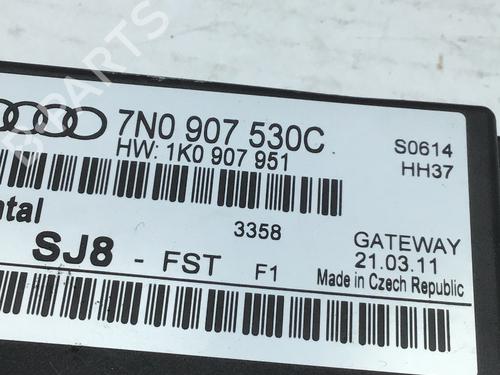 7N0 907 530C
HW: 1K0 907 951
S0614
HH37
ntal
3358
GATEWAY
SJ8 - FST F1
21.03.11
Made in Czech Republic
B PARTS